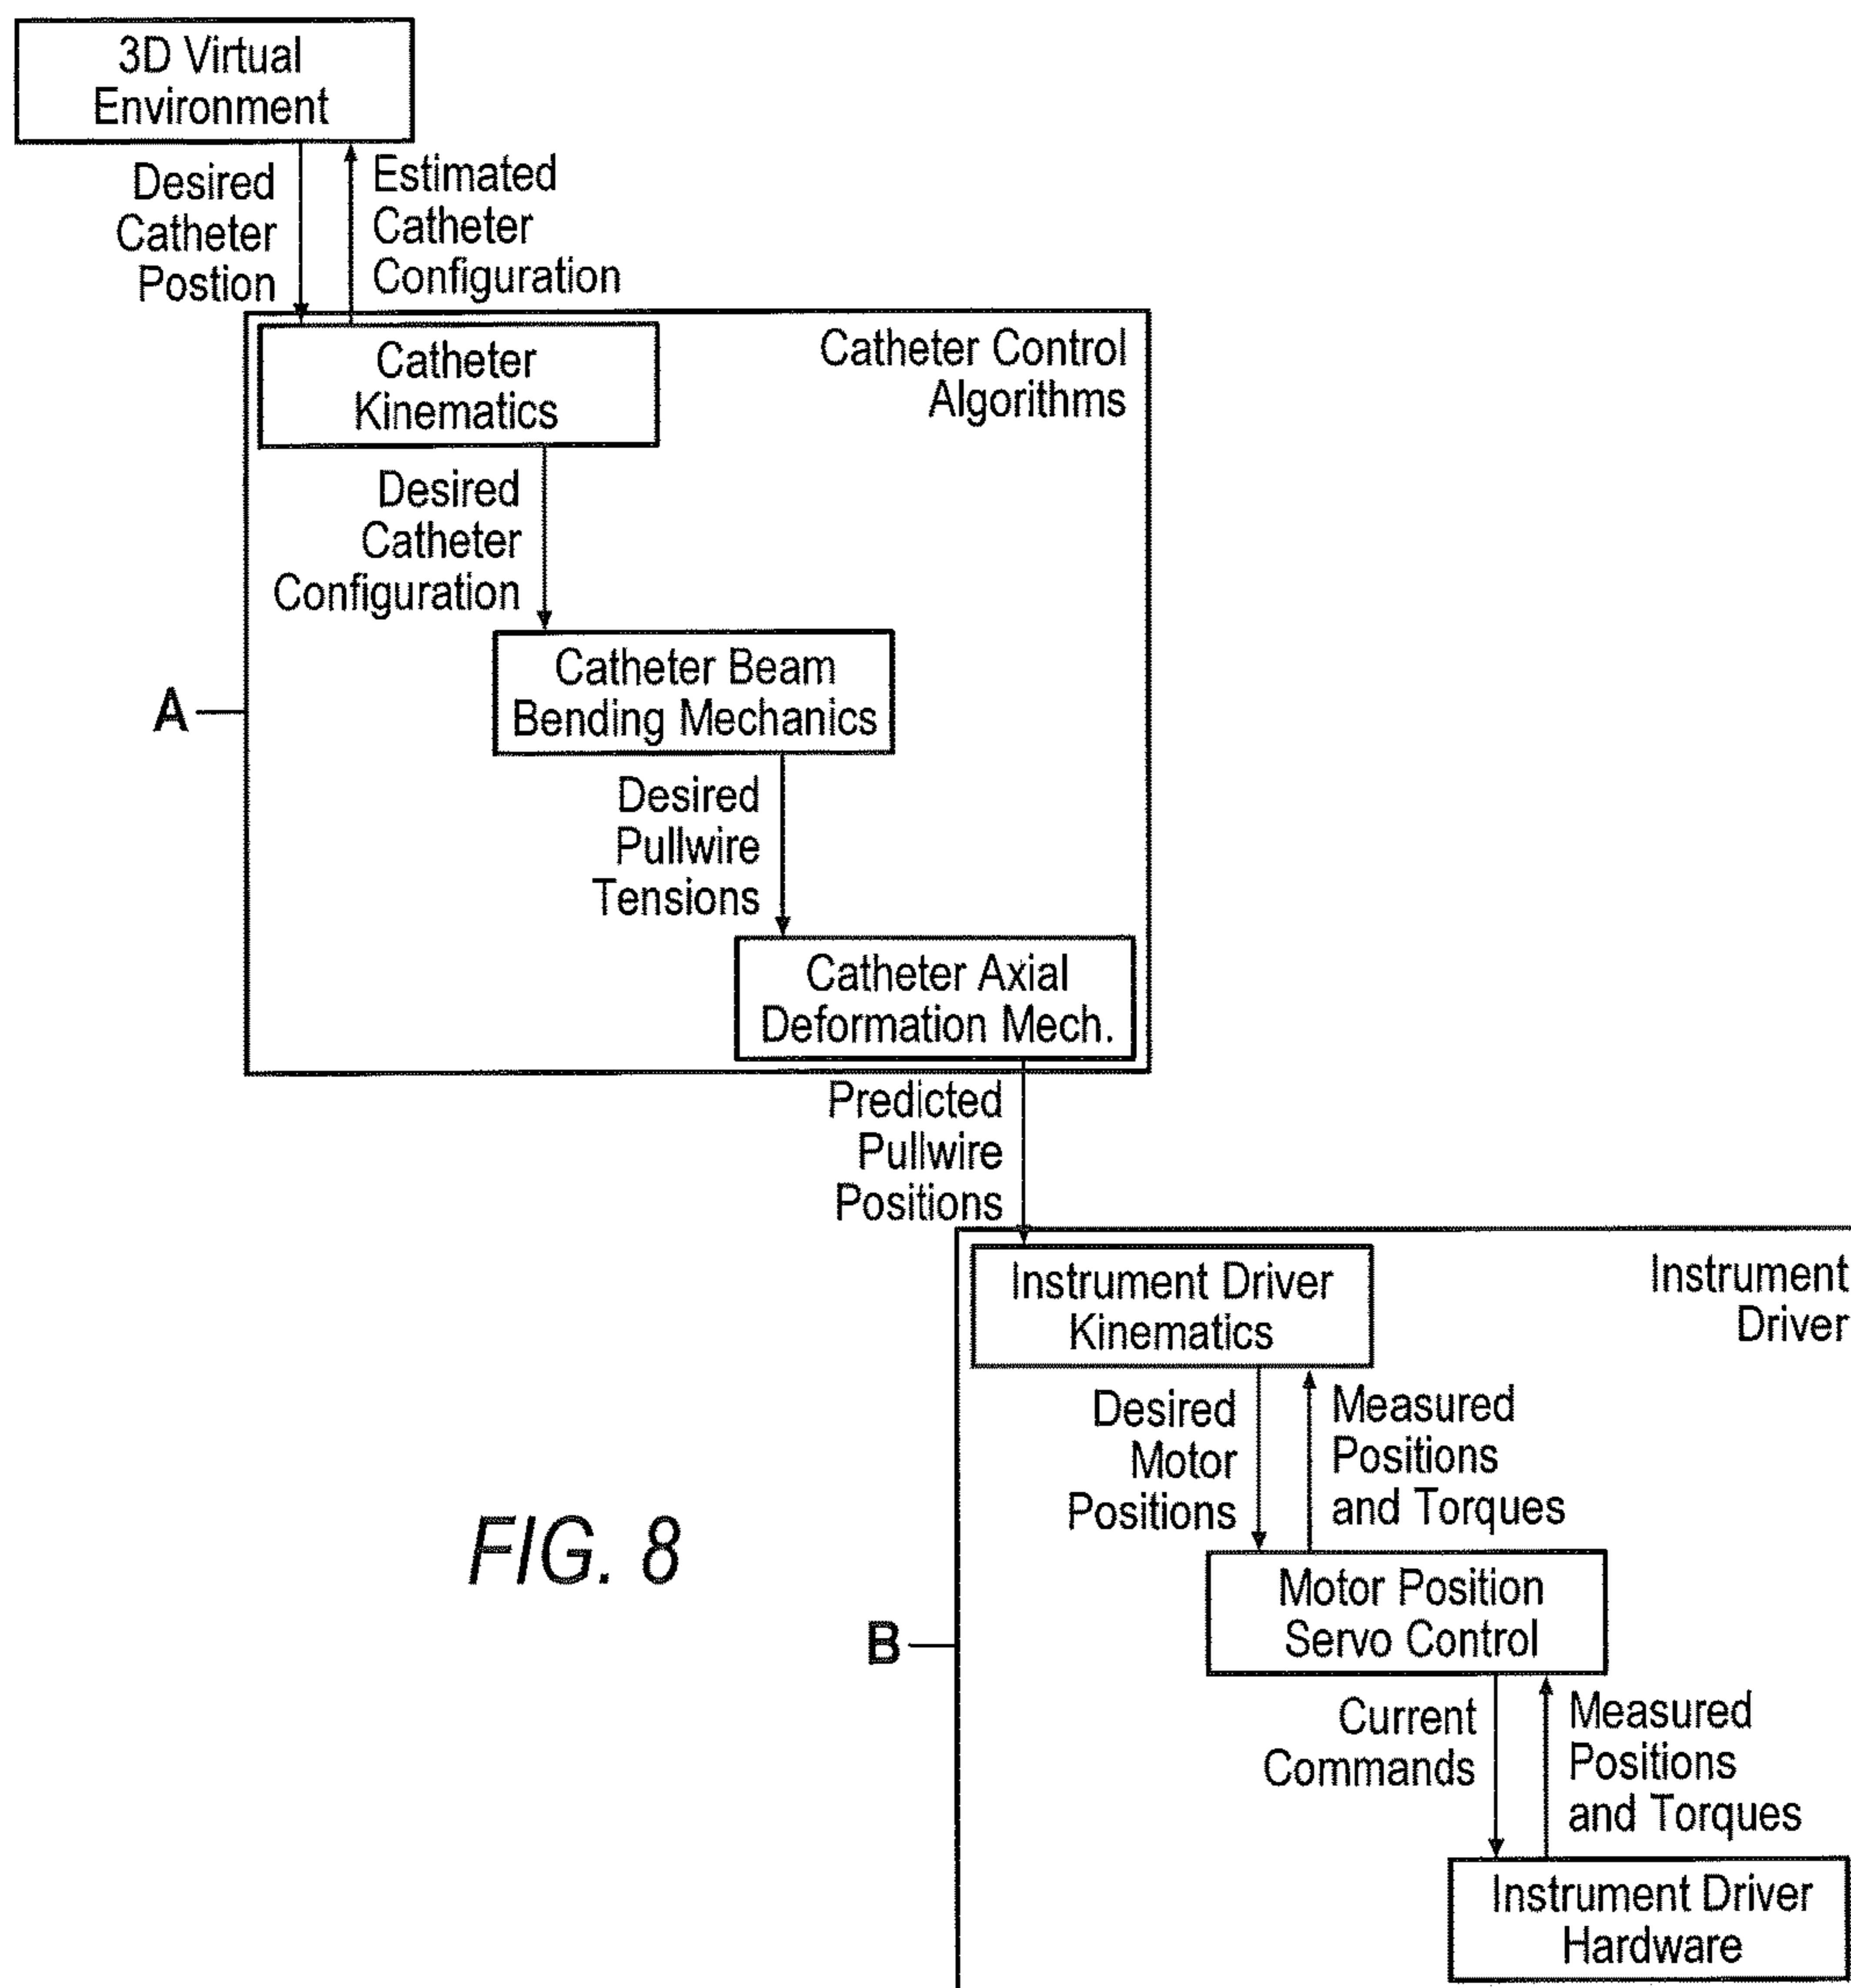 3D Virtual
Environment
Desired
Catheter
Postion
Estimated
Catheter
Configuration
Catheter
Kinematics
Catheter Control
Algorithms
Desired
Catheter
Configuration
Catheter Beam
Bending Mechanics
A
Desired
Pullwire
Tensions
Catheter Axial
Deformation Mech.
Predicted
Pullwire
Positions
Instrument Driver
Kinematics
Instrument
Driver
Desired
Motor
Positions
Measured
Positions
and Torques
FIG. 8
Motor Position
Servo Control
B
Current
Commands
Measured
Positions
and Torques
Instrument Driver
Hardware